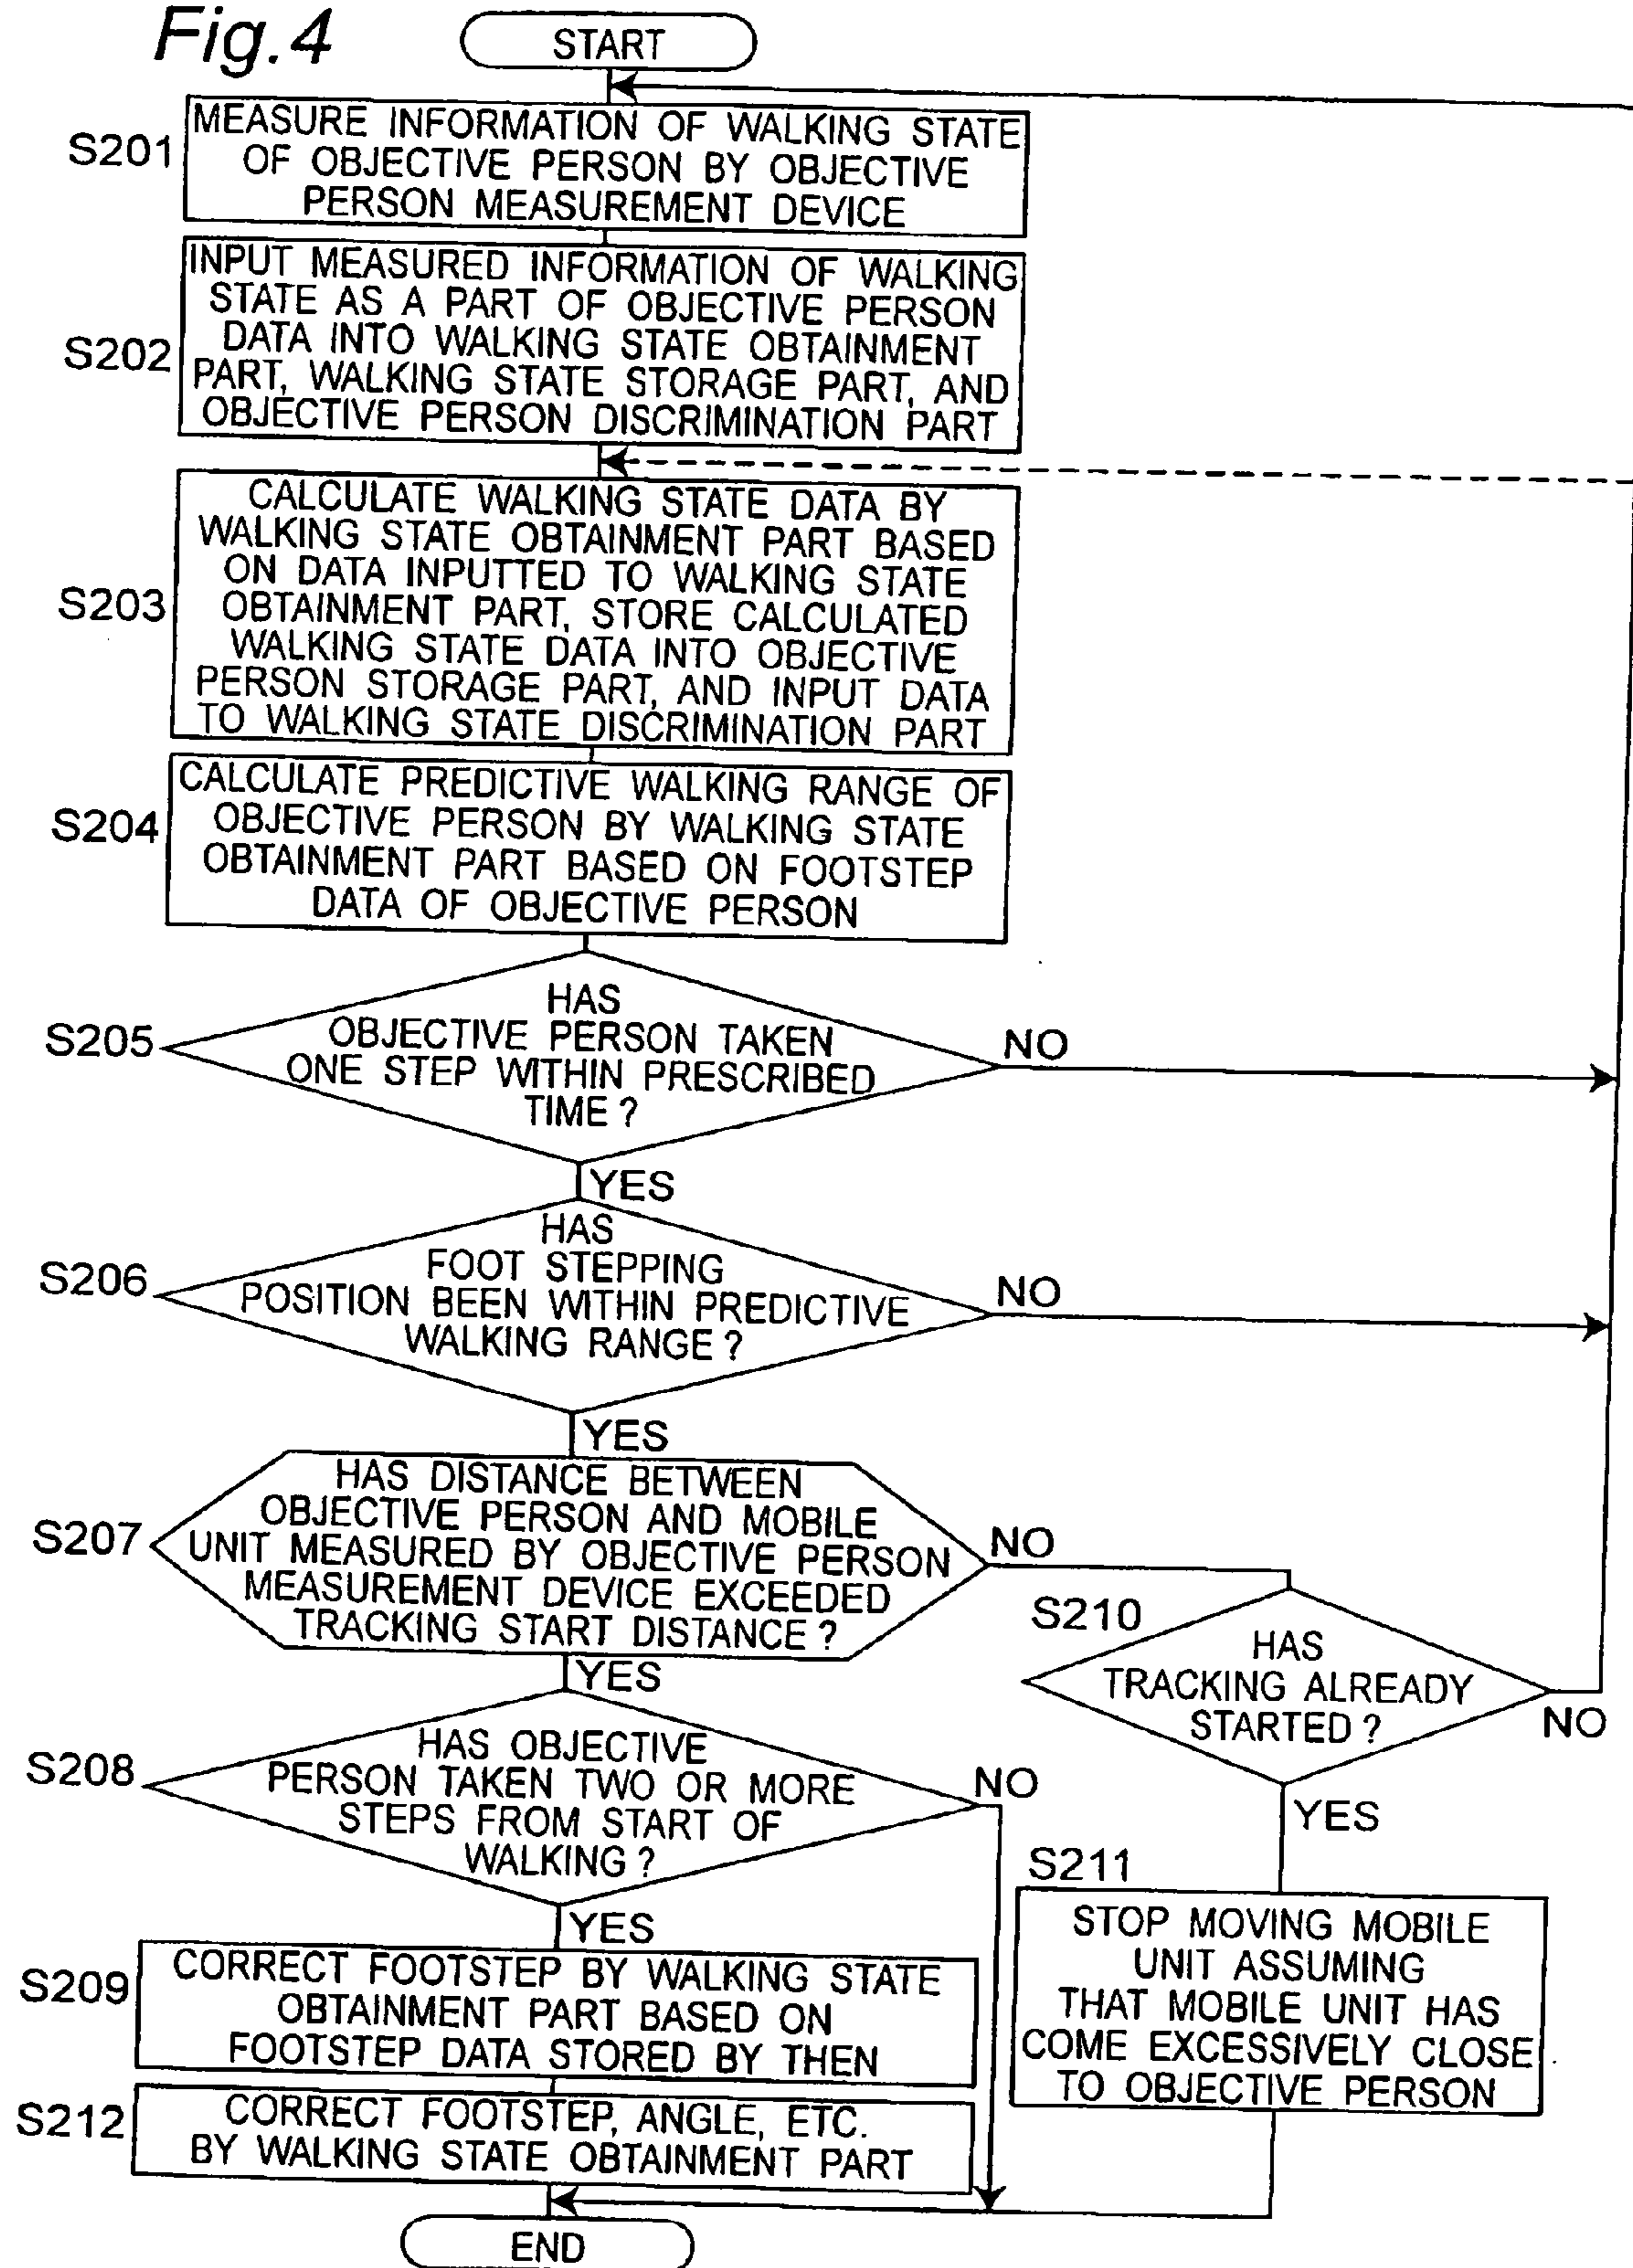 Fig.4
START
S201
MEASURE INFORMATION OF WALKING STATE
OF OBJECTIVE PERSON BY OBJECTIVE
PERSON MEASUREMENT DEVICE
S202
INPUT MEASURED INFORMATION OF WALKING
STATE AS A PART OF OBJECTIVE PERSON
DATA INTO WALKING STATE OBTAINMENT
PART, WALKING STATE STORAGE PART, AND
OBJECTIVE PERSON DISCRIMINATION PART
S203
CALCULATE WALKING STATE DATA BY
WALKING STATE OBTAINMENT PART BASED
ON DATA INPUTTED TO WALKING STATE
OBTAINMENT PART, STORE CALCULATED
WALKING STATE DATA INTO OBJECTIVE
PERSON STORAGE PART, AND INPUT DATA
TO WALKING STATE DISCRIMINATION PART
S204
CALCULATE PREDICTIVE WALKING RANGE OF
OBJECTIVE PERSON BY WALKING STATE
OBTAINMENT PART BASED ON FOOTSTEP
DATA OF OBJECTIVE PERSON
S205
HAS
OBJECTIVE PERSON TAKEN
ONE STEP WITHIN PRESCRIBED
TIME ?
NO
YES
S206
HAS
FOOT STEPPING
POSITION BEEN WITHIN PREDICTIVE
WALKING RANGE ?
NO
YES
S207
HAS DISTANCE BETWEEN
OBJECTIVE PERSON AND MOBILE
UNIT MEASURED BY OBJECTIVE PERSON
MEASUREMENT DEVICE EXCEEDED
TRACKING START DISTANCE ?
NO
YES
S210
HAS
TRACKING ALREADY
STARTED ?
NO
YES
S208
HAS OBJECTIVE
PERSON TAKEN TWO OR MORE
STEPS FROM START OF
WALKING ?
NO
YES
S211
STOP MOVING MOBILE
UNIT ASSUMING
THAT MOBILE UNIT HAS
COME EXCESSIVELY CLOSE
TO OBJECTIVE PERSON
S209
CORRECT FOOTSTEP BY WALKING STATE
OBTAINMENT PART BASED ON
FOOTSTEP DATA STORED BY THEN
S212
CORRECT FOOTSTEP, ANGLE, ETC.
BY WALKING STATE OBTAINMENT PART
END